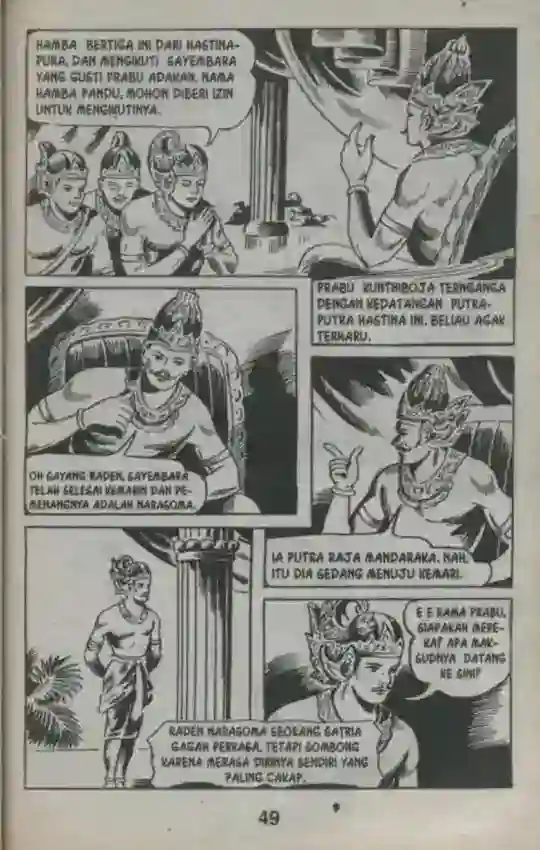 HAMBA BERTIGA INI DARI HASTINA-
PURA, DAN MENGIKUTI SAYEMBARA
YANG GUSTI PRABU ADAKAN. NAMA
HAMBA PANDU, MOHON DIBERI IZIN
UNTUK MENGIKUTINYA.
PRABU KUNTHIBOJA TERNGANGA
DENGAN KEDATANGAN PUTRA-
PUTRA HASTINA INI. BELIAU AGAK
TERHARU.
OH SAYANG RADEN, SAYEMBARA
TELAH SELESAI KEMARIN DAN PE-
MENANGNYA ADALAH NARASOMA.
IA PUTRA RAJA MANDARAKA. NAH,
ITU DIA SEDANG MENUJU KEMARI.
RADEN NARASOMA SEORANG SATRIA
GAGAH PERKASA, TETAPI SOMBONG
KARENA MERASA DIRINYA SENDIRI YANG
PALING CAKAP.
E E RAMA PRABU,
SIAPAKAH MERE-
KA? APA MAK-
SUDNYA DATANG
KE SINI?
49